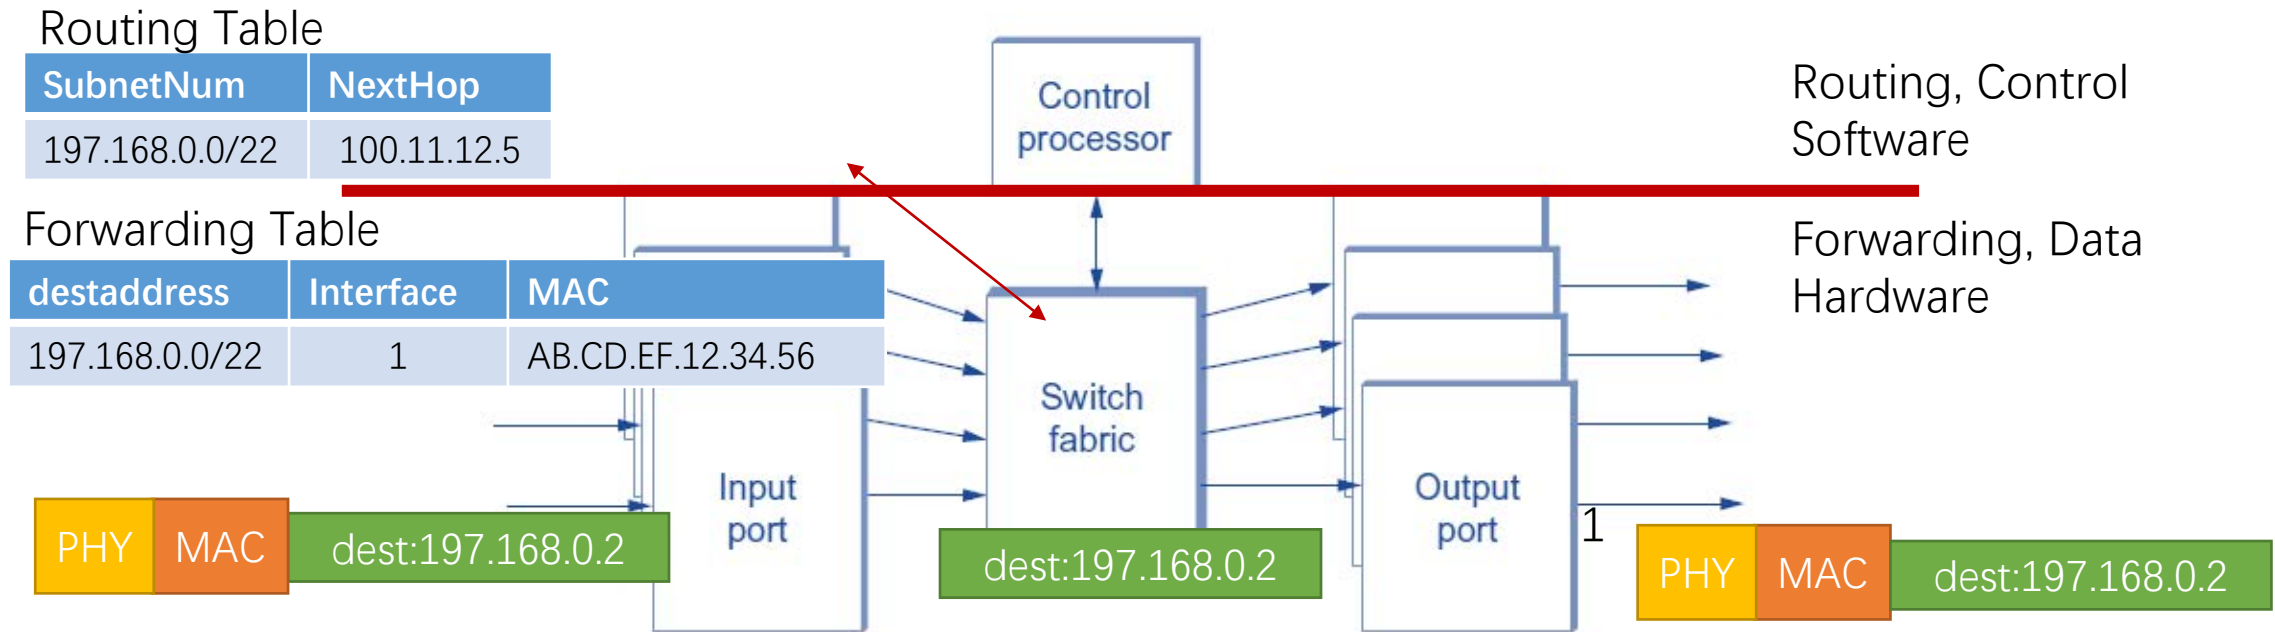 Routing Table
SubnetNum NextHop
197.168.0.0/22 100.11.12.5
Control
processor
Routing, Control
Software
Forwarding Table
destaddress Interface MAC
197.168.0.0/22 1 AB.CD.EF.12.34.56
Forwarding, Data
Hardware
Switch
fabric
Input
port
Output
port
1
PHY MAC dest:197.168.0.2
dest:197.168.0.2
PHY MAC dest:197.168.0.2